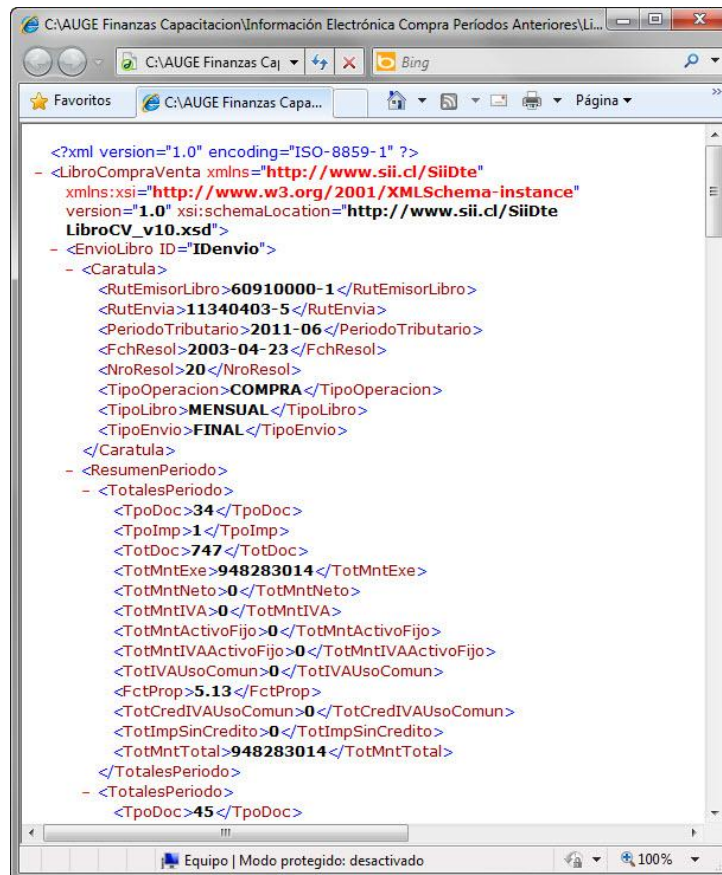 C:\AUGE Finanzas Capacitacion\Información Electrónica Compra Períodos Anteriores\Li...
C:\AUGE Finanzas Caj
Bing
Favoritos
C:\AUGE Finanzas Capa...
Página
<?xml version="1.0" encoding="ISO-8859-1" ?>
- <LibroCompraVenta xmlns="http://www.sii.cl/SiiDte"
xmlns:xsi="http://www.w3.org/2001/XMLSchema-instance"
version="1.0" xsi:schemaLocation="http://www.sii.cl/SiiDte
LibroCV_v10.xsd">
- <EnvioLibro ID="IDenvio">
- <Caratula>
<RutEmisorLibro>60910000-1</RutEmisorLibro>
<RutEnvia>11340403-5</RutEnvia>
<PeriodoTributario>2011-06</PeriodoTributario>
<FchResol>2003-04-23</FchResol>
<NroResol>20</NroResol>
<TipoOperacion>COMPRA</TipoOperacion>
<TipoLibro>MENSUAL</TipoLibro>
<TipoEnvio>FINAL</TipoEnvio>
</Caratula>
- <ResumenPeriodo>
- <TotalesPeriodo>
<TpoDoc>34</TpoDoc>
<TpoImp>1</TpoImp>
<TotDoc>747</TotDoc>
<TotMntExe>948283014</TotMntExe>
<TotMntNeto>0</TotMntNeto>
<TotMntIVA>0</TotMntIVA>
<TotMntActivoFijo>0</TotMntActivoFijo>
<TotMntIVAActivoFijo>0</TotMntIVAActivoFijo>
<TotIVAUsoComun>0</TotIVAUsoComun>
<FctProp>5.13</FctProp>
<TotCredIVAUsoComun>0</TotCredIVAUsoComun>
<TotImpSinCredito>0</TotImpSinCredito>
<TotMntTotal>948283014</TotMntTotal>
</TotalesPeriodo>
- <TotalesPeriodo>
<TpoDoc>45</TpoDoc>
Equipo | Modo protegido: desactivado
100%